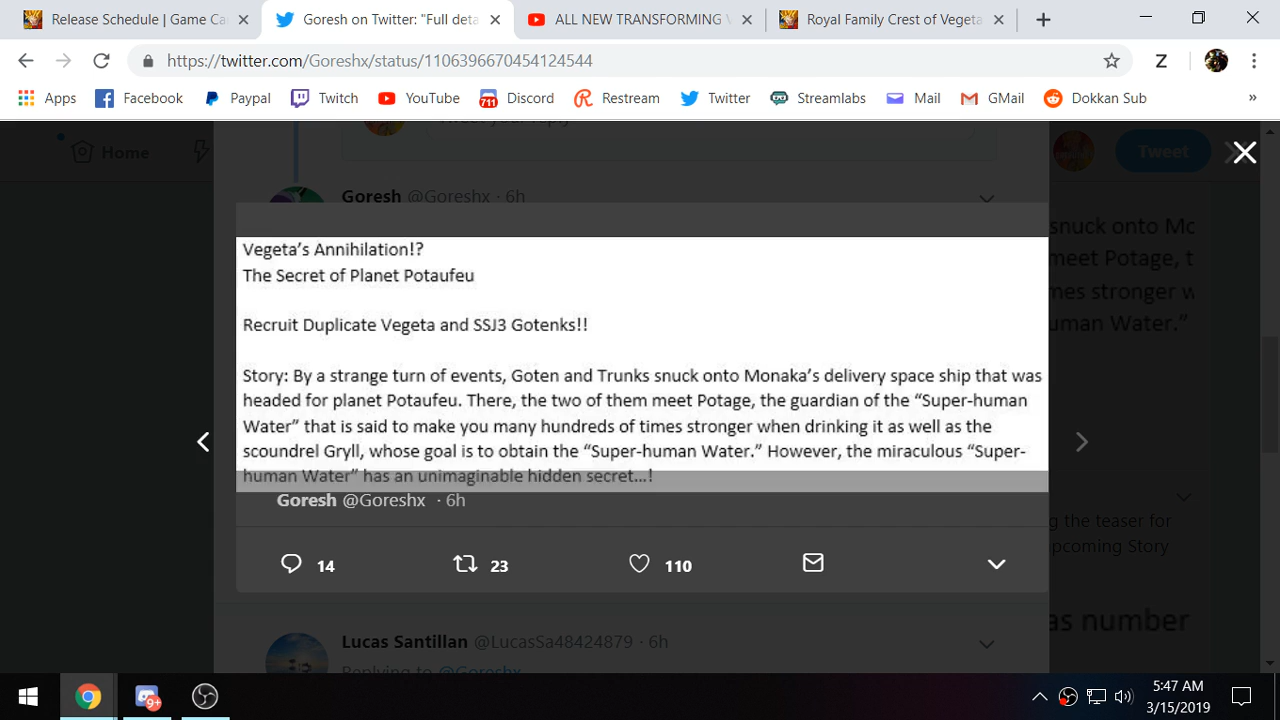 Release Schedule | Game Ca
Goresh on Twitter: "Full deta
ALL NEW TRANSFORMING
Royal Family Crest of Vegeta
https://twitter.com/Goreshx/status/1106396670454124544
Z
Apps
Facebook
Paypal
Twitch
YouTube
711
Discord
Restream
Twitter
Streamlabs
Mail
GMail
Dokkan Sub
»
Home
Tweet
Goresh @Goreshx · 6h
snuck onto Mo
meet Potage, t
mes stronger w
uman Water."
Vegeta's Annihilation!?
The Secret of Planet Potaufeu
Recruit Duplicate Vegeta and SSJ3 Gotenks!!
Story: By a strange turn of events, Goten and Trunks snuck onto Monaka's delivery space ship that was
headed for planet Potaufeu. There, the two of them meet Potage, the guardian of the “Super-human
Water” that is said to make you many hundreds of times stronger when drinking it as well as the
scoundrel Gryll, whose goal is to obtain the “Super-human Water.” However, the miraculous “Super-
human Water” has an unimaginable hidden secret...!
Goresh @Goreshx · 6h
g the teaser for
pcoming Story
14
23
110
as number
Lucas Santillan @LucasSa48424879 · 6h
Replying to @Goreshx
9+
5:47 AM
3/15/2019